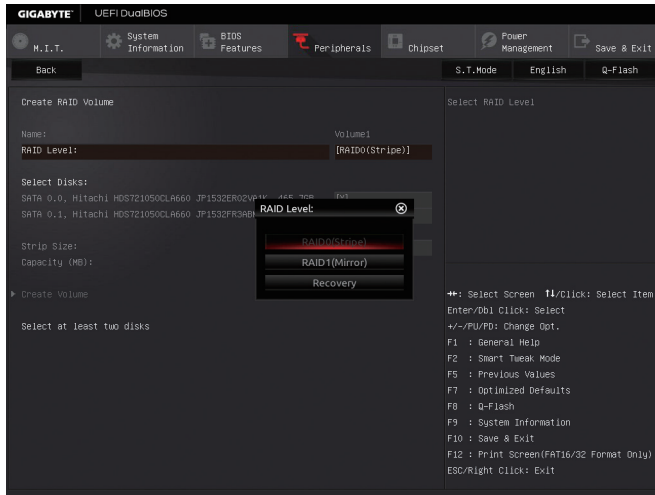 GIGABYTE™ UEFI DualBIOS
M.I.T.
System Information
BIOS Features
Peripherals
Chipset
Power Management
Save & Exit
Back
S.T.Mode English Q-Flash
Create RAID Volume
Select RAID Level
Name: Volume1
RAID Level: [RAID0(Stripe)]
Select Disks:
SATA 0.0, Hitachi HDS721050CLA660
SATA 0.1, Hitachi HDS721050CLA660
Strip Size:
Capacity (MB):
Create Volume
Select at least two disks
RAID Level:
RAID0(Stripe)
RAID1(Mirror)
Recovery
→←: Select Screen ↑↓/Click: Select Item
Enter/Dbl Click: Select
+/-/PU/PD: Change Opt.
F1 : General Help
F2 : Smart Tweak Mode
F5 : Previous Values
F7 : Optimized Defaults
F8 : Q-Flash
F9 : System Information
F10 : Save & Exit
F12 : Print Screen(FAT16/32 Format Only)
ESC/Right Click: Exit